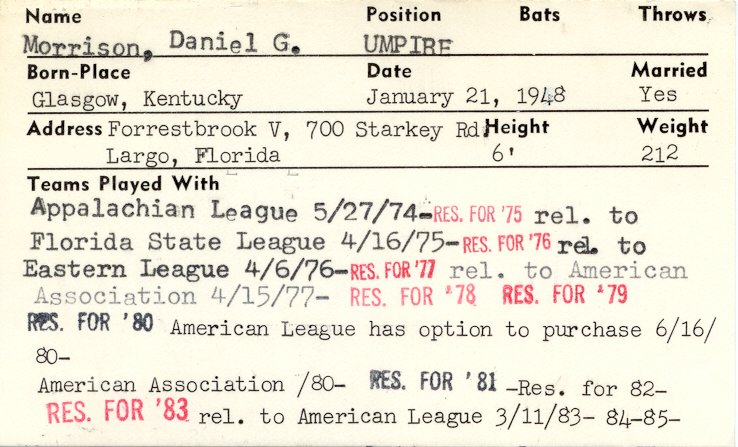 Name Position Bats Throws
Morrison, Daniel G. UMPIRE
Born-Place Date Married
Glasgow, Kentucky January 21, 1948 Yes
Address Forrestbrook V, 700 Starkey Rd. Height Weight
Largo, Florida 6' 212
Teams Played With
Appalachian League 5/27/74-RES. FOR '75 rel. to
Florida State League 4/16/75-RES. FOR '76 rel. to
Eastern League 4/6/76-RES. FOR '77 rel. to American
Association 4/15/77- RES. FOR '78 RES. FOR '79
RES. FOR '80 American League has option to purchase 6/16/
80-
American Association /80- RES. FOR '81 -Res. for 82-
RES. FOR '83 rel. to American League 3/11/83- 84-85-